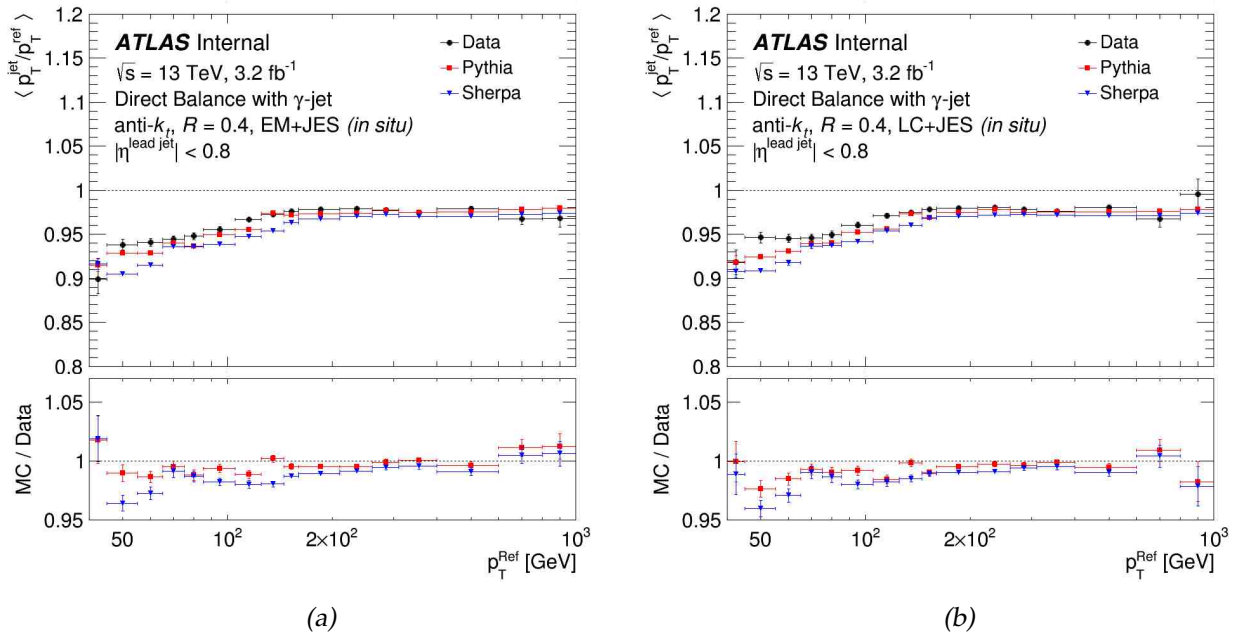 ⟨ p_T^jet/p_T^ref ⟩
1.2
1.15
1.1
1.05
1
0.95
0.9
0.85
0.8
ATLAS Internal
√s = 13 TeV, 3.2 fb⁻¹
Direct Balance with γ-jet
anti-k_t, R = 0.4, EM+JES (in situ)
|η^lead jet| < 0.8
Data
Pythia
Sherpa
MC / Data
1.05
1
0.95
50
10²
2×10²
10³
p_T^Ref [GeV]
(a)
⟨ p_T^jet/p_T^ref ⟩
1.2
1.15
1.1
1.05
1
0.95
0.9
0.85
0.8
ATLAS Internal
√s = 13 TeV, 3.2 fb⁻¹
Direct Balance with γ-jet
anti-k_t, R = 0.4, LC+JES (in situ)
|η^lead jet| < 0.8
Data
Pythia
Sherpa
MC / Data
1.05
1
0.95
50
10²
2×10²
10³
p_T^Ref [GeV]
(b)